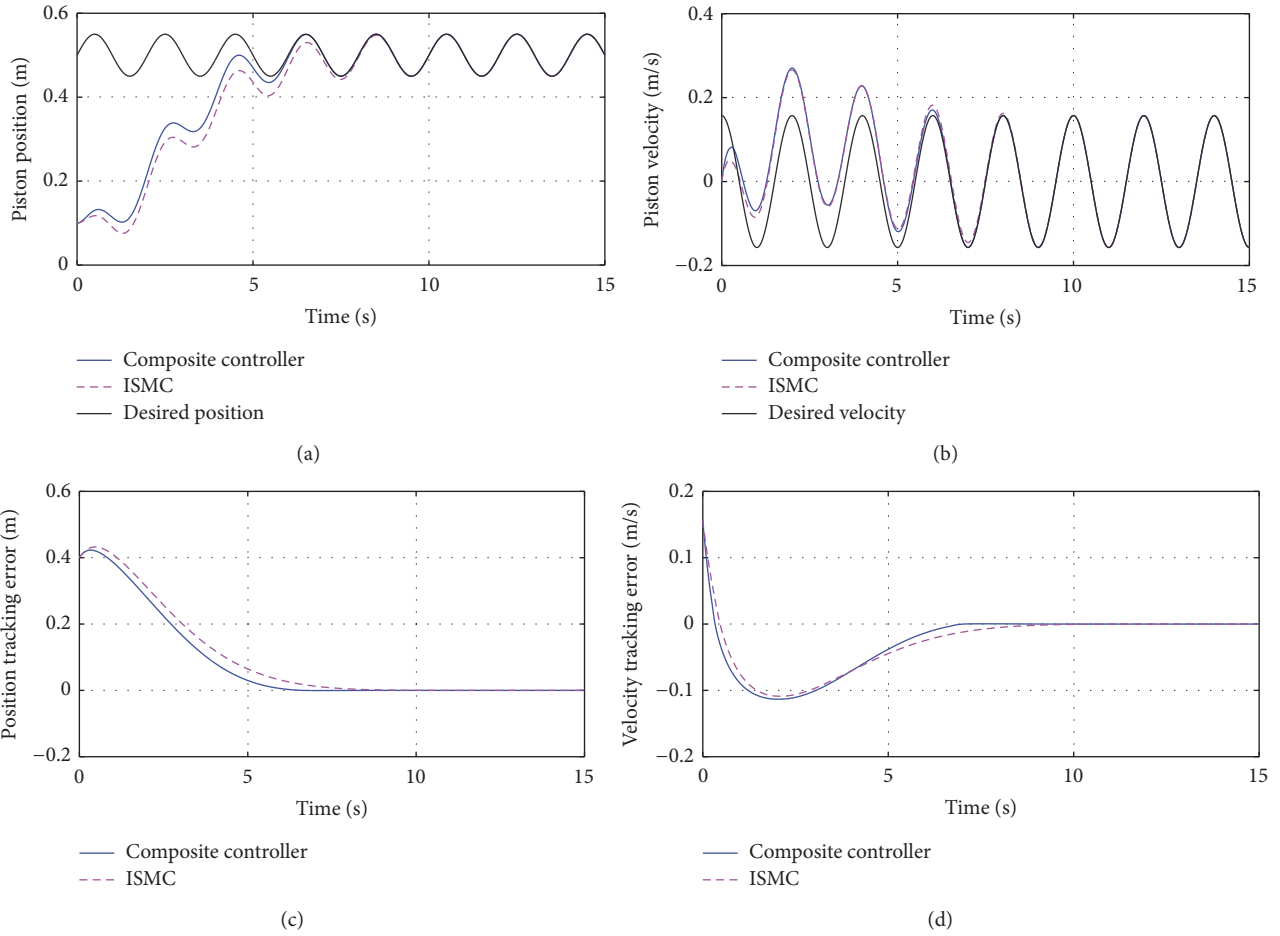 Piston position (m)
0.6
0.4
0.2
0
0
5
10
15
Time (s)
Composite controller
ISMC
Desired position
(a)
Piston velocity (m/s)
0.4
0.2
0
−0.2
0
5
10
15
Time (s)
Composite controller
ISMC
Desired velocity
(b)
Position tracking error (m)
0.6
0.4
0.2
0
−0.2
0
5
10
15
Time (s)
Composite controller
ISMC
(c)
Velocity tracking error (m/s)
0.2
0.1
0
−0.1
−0.2
0
5
10
15
Time (s)
Composite controller
ISMC
(d)